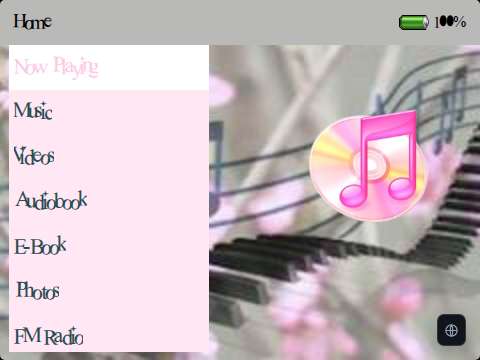 Home
100%
Now Playing
Music
Videos
Audiobook
E-Book
Photos
FM Radio